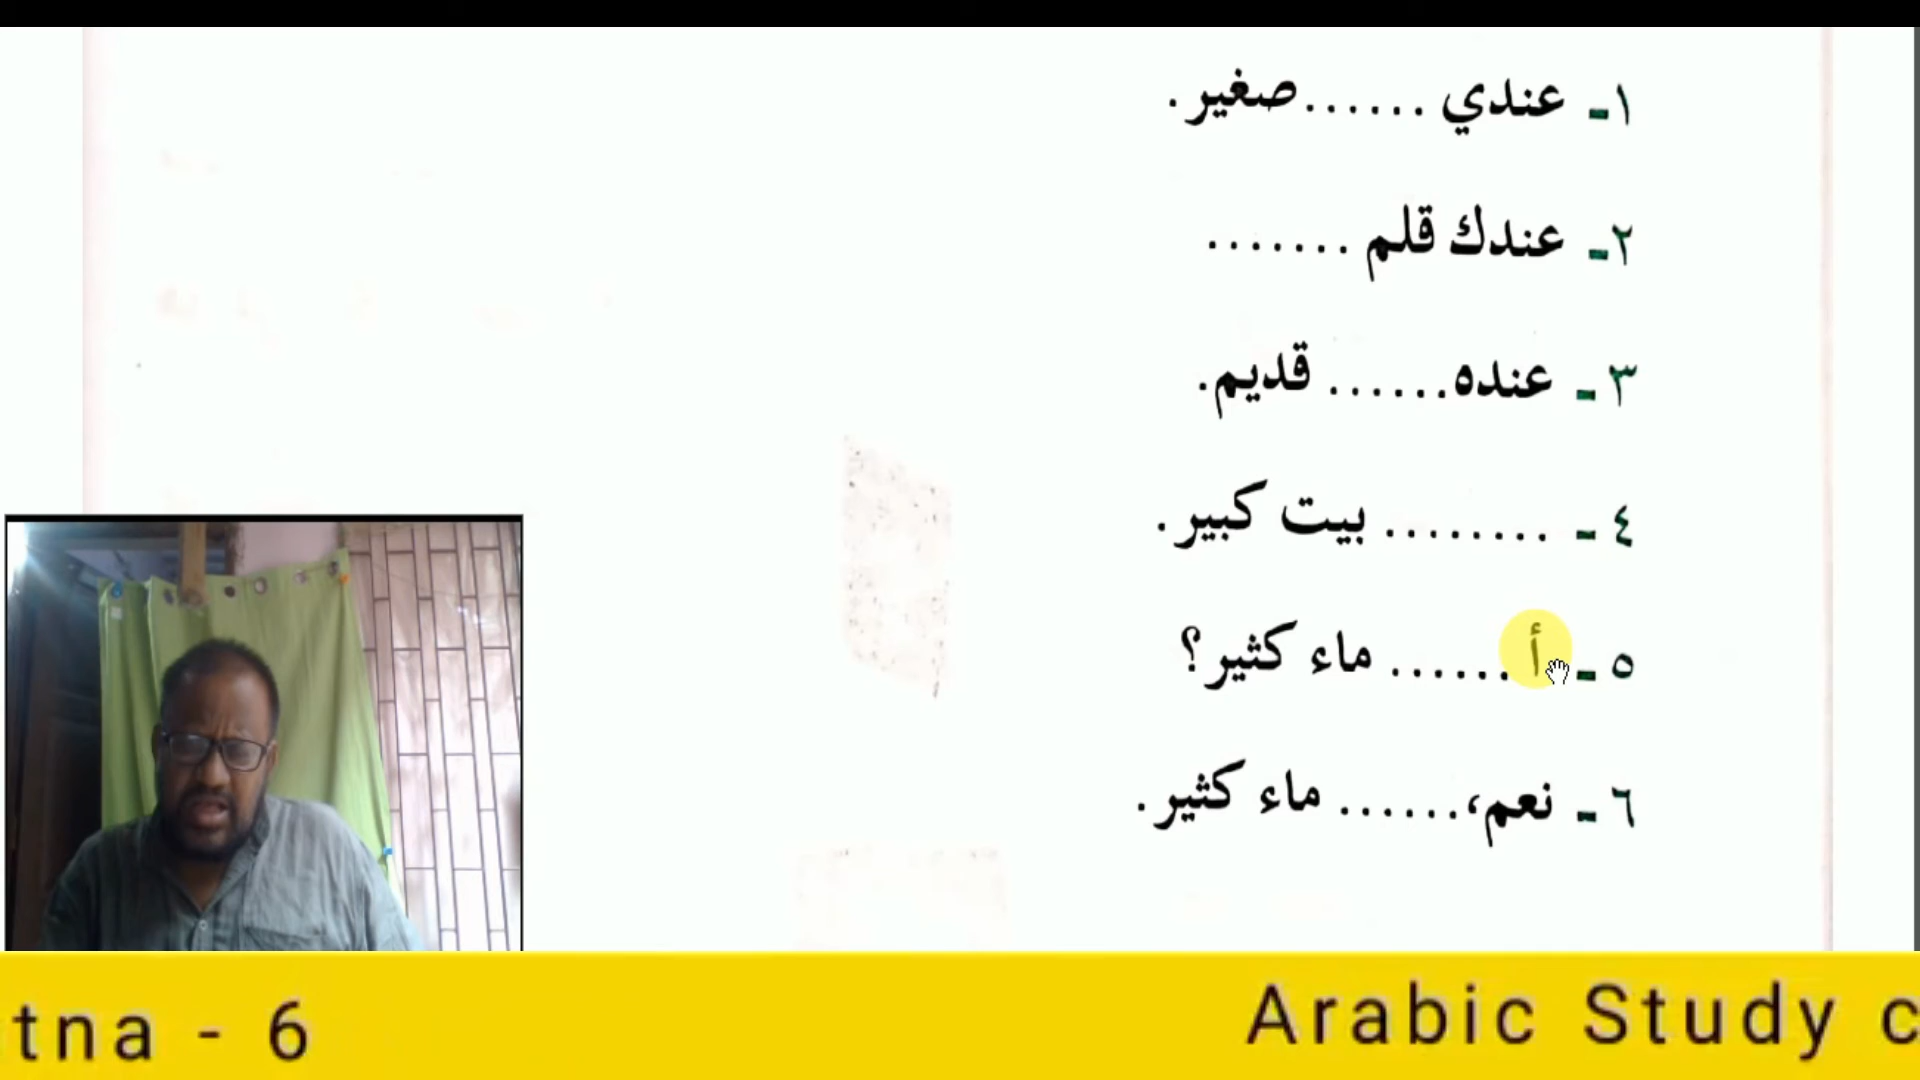 ١- عندي ......صغير.
٢- عندك قلم .......
٣- عنده...... قديم.
٤- ........ بيت كبير.
٥- أ ...... ماء كثير؟
٦- نعم،...... ماء كثير.
tna - 6 Arabic Study c